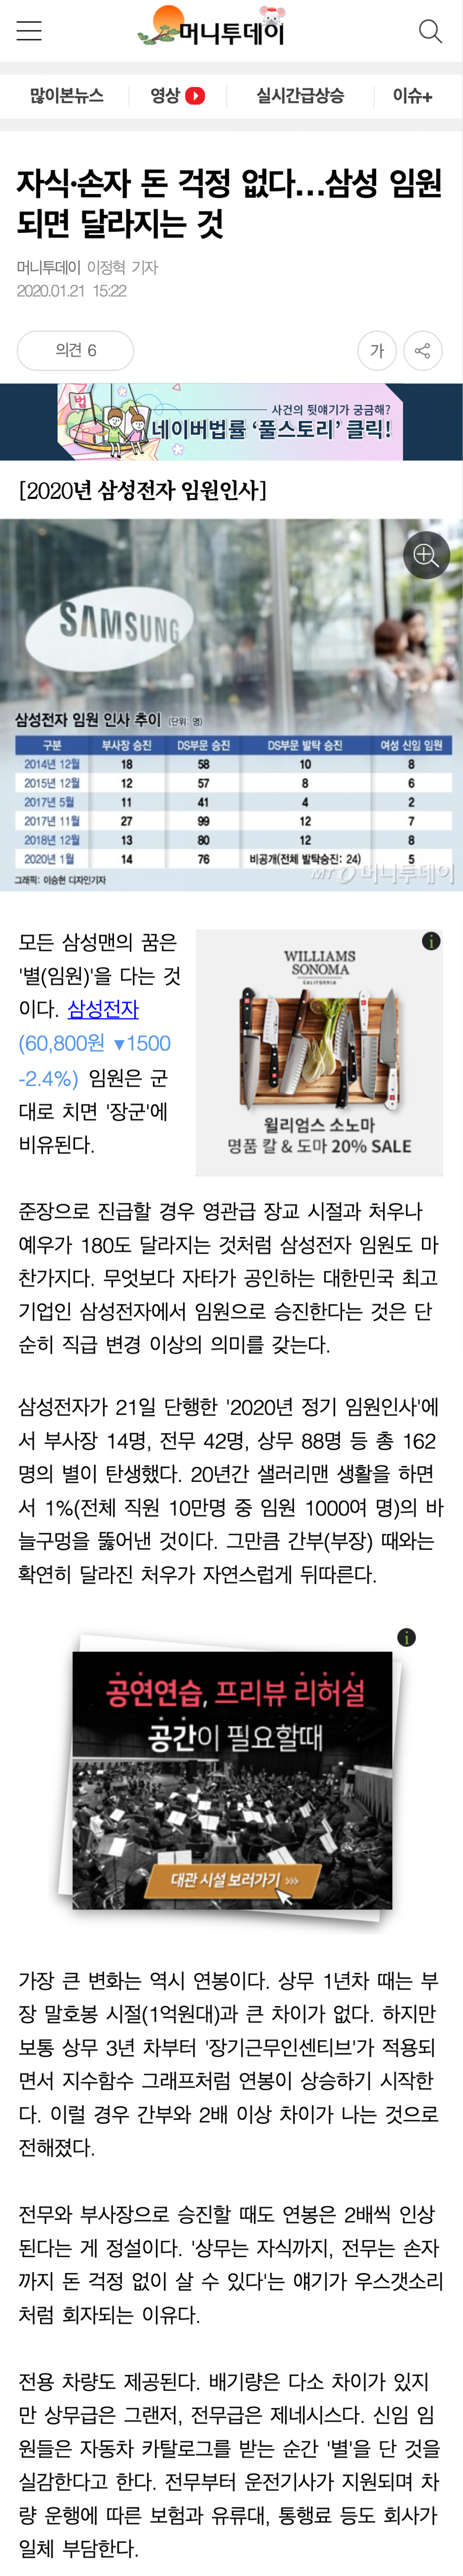 머니투데이
많이본뉴스 영상 실시간급상승 이슈+
자식·손자 돈 걱정 없다…삼성 임원
되면 달라지는 것
머니투데이 이정혁 기자
2020.01.21 15:22
의견 6 가
법
사건의 뒷얘기가 궁금해?
네이버법률 '풀스토리' 클릭!
[2020년 삼성전자 임원인사]
SAMSUNG
삼성전자 임원 인사 추이 (단위: 명)
구분 부사장 승진 DS부문 승진 DS부문 발탁 승진 여성 신임 임원
2014년 12월 18 58 10 8
2015년 12월 12 57 8 6
2017년 5월 11 41 4 2
2017년 11월 27 99 12 7
2018년 12월 13 80 12 8
2020년 1월 14 76 비공개(전체 발탁승진: 24) 5
그래픽: 이승현 디자인기자
MT 머니투데이
모든 삼성맨의 꿈은
'별(임원)'을 다는 것
이다. 삼성전자
(60,800원 ▼1500
-2.4%) 임원은 군
대로 치면 '장군'에
비유된다.
WILLIAMS
SONOMA
CALIFORNIA
윌리엄스 소노마
명품 칼 & 도마 20% SALE
준장으로 진급할 경우 영관급 장교 시절과 처우나
예우가 180도 달라지는 것처럼 삼성전자 임원도 마
찬가지다. 무엇보다 자타가 공인하는 대한민국 최고
기업인 삼성전자에서 임원으로 승진한다는 것은 단
순히 직급 변경 이상의 의미를 갖는다.
삼성전자가 21일 단행한 '2020년 정기 임원인사'에
서 부사장 14명, 전무 42명, 상무 88명 등 총 162
명의 별이 탄생했다. 20년간 샐러리맨 생활을 하면
서 1%(전체 직원 10만명 중 임원 1000여 명)의 바
늘구멍을 뚫어낸 것이다. 그만큼 간부(부장) 때와는
확연히 달라진 처우가 자연스럽게 뒤따른다.
공연연습, 프리뷰 리허설
공간이 필요할때
대관 시설 보러가기 >>>
가장 큰 변화는 역시 연봉이다. 상무 1년차 때는 부
장 말호봉 시절(1억원대)과 큰 차이가 없다. 하지만
보통 상무 3년 차부터 '장기근무인센티브'가 적용되
면서 지수함수 그래프처럼 연봉이 상승하기 시작한
다. 이럴 경우 간부와 2배 이상 차이가 나는 것으로
전해졌다.
전무와 부사장으로 승진할 때도 연봉은 2배씩 인상
된다는 게 정설이다. '상무는 자식까지, 전무는 손자
까지 돈 걱정 없이 살 수 있다'는 얘기가 우스갯소리
처럼 회자되는 이유다.
전용 차량도 제공된다. 배기량은 다소 차이가 있지
만 상무급은 그랜저, 전무급은 제네시스다. 신임 임
원들은 자동차 카탈로그를 받는 순간 '별'을 단 것을
실감한다고 한다. 전무부터 운전기사가 지원되며 차
량 운행에 따른 보험과 유류대, 통행료 등도 회사가
일체 부담한다.